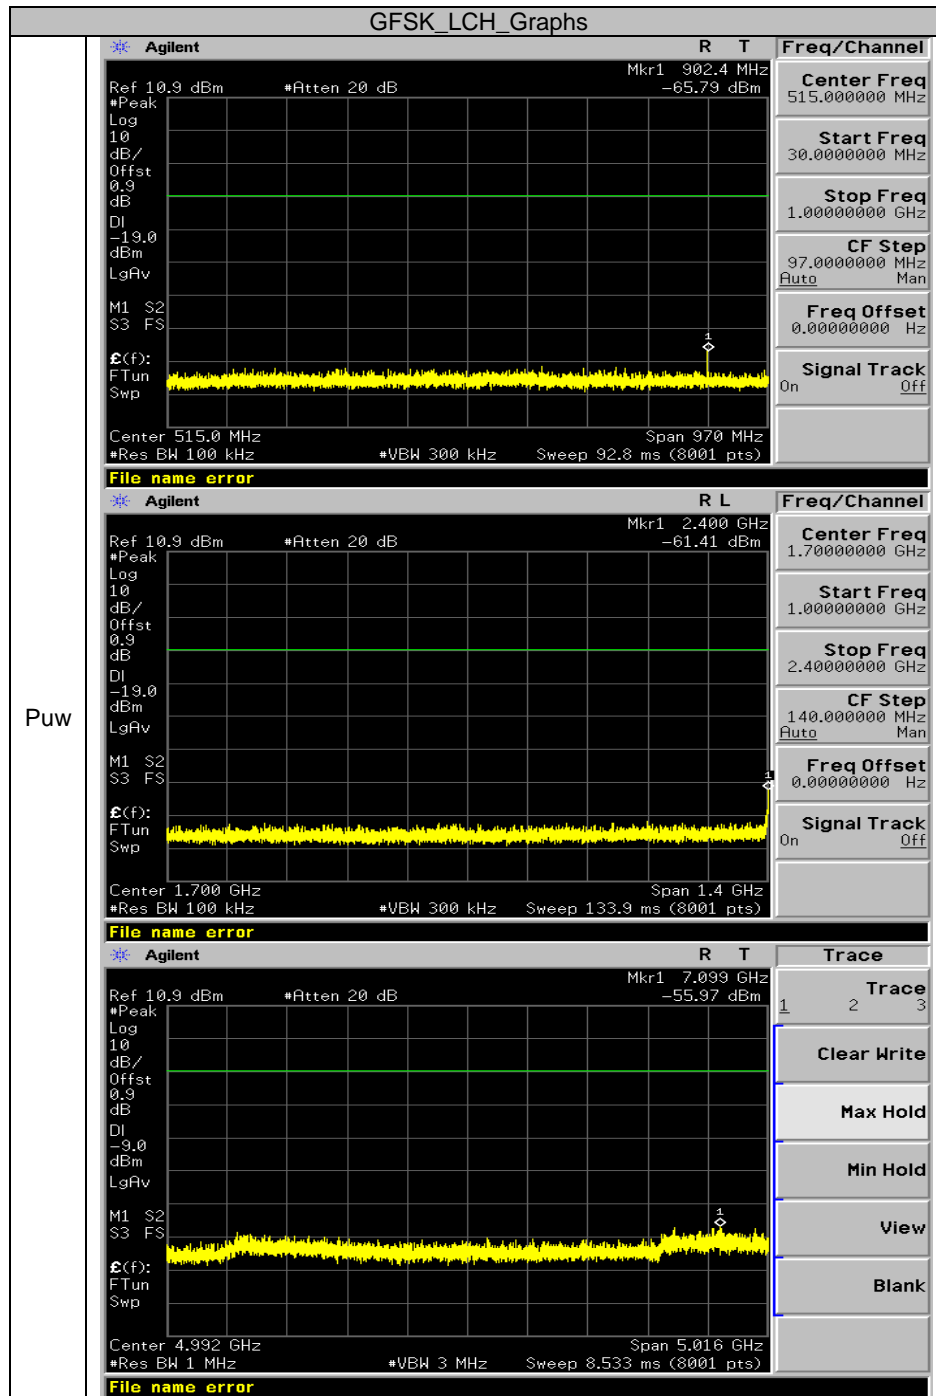 GFSK_LCH_Graphs
Puw
Agilent R T Freq/Channel
Mkr1 902.4 MHz
Ref 10.9 dBm #Atten 20 dB -65.79 dBm
#Peak
Log
10
dB/
Offst
0.9
dB
DI
-19.0
dBm
LgAv
M1 S2
S3 FS
£(f):
FTun
Swp
1
Center 515.0 MHz Span 970 MHz
#Res BW 100 kHz #VBW 300 kHz Sweep 92.8 ms (8001 pts)
File name error
Center Freq
515.000000 MHz
Start Freq
30.0000000 MHz
Stop Freq
1.00000000 GHz
CF Step
97.0000000 MHz
Auto Man
Freq Offset
0.00000000 Hz
Signal Track
On Off
Agilent R L Freq/Channel
Mkr1 2.400 GHz
Ref 10.9 dBm #Atten 20 dB -61.41 dBm
#Peak
Log
10
dB/
Offst
0.9
dB
DI
-19.0
dBm
LgAv
M1 S2
S3 FS
£(f):
FTun
Swp
1
Center 1.700 GHz Span 1.4 GHz
#Res BW 100 kHz #VBW 300 kHz Sweep 133.9 ms (8001 pts)
File name error
Center Freq
1.70000000 GHz
Start Freq
1.00000000 GHz
Stop Freq
2.40000000 GHz
CF Step
140.000000 MHz
Auto Man
Freq Offset
0.00000000 Hz
Signal Track
On Off
Agilent R T Trace
Mkr1 7.099 GHz
Ref 10.9 dBm #Atten 20 dB -55.97 dBm
#Peak
Log
10
dB/
Offst
0.9
dB
DI
-9.0
dBm
LgAv
M1 S2
S3 FS
£(f):
FTun
Swp
1
Center 4.992 GHz Span 5.016 GHz
#Res BW 1 MHz #VBW 3 MHz Sweep 8.533 ms (8001 pts)
File name error
Trace
1 2 3
Clear Write
Max Hold
Min Hold
View
Blank